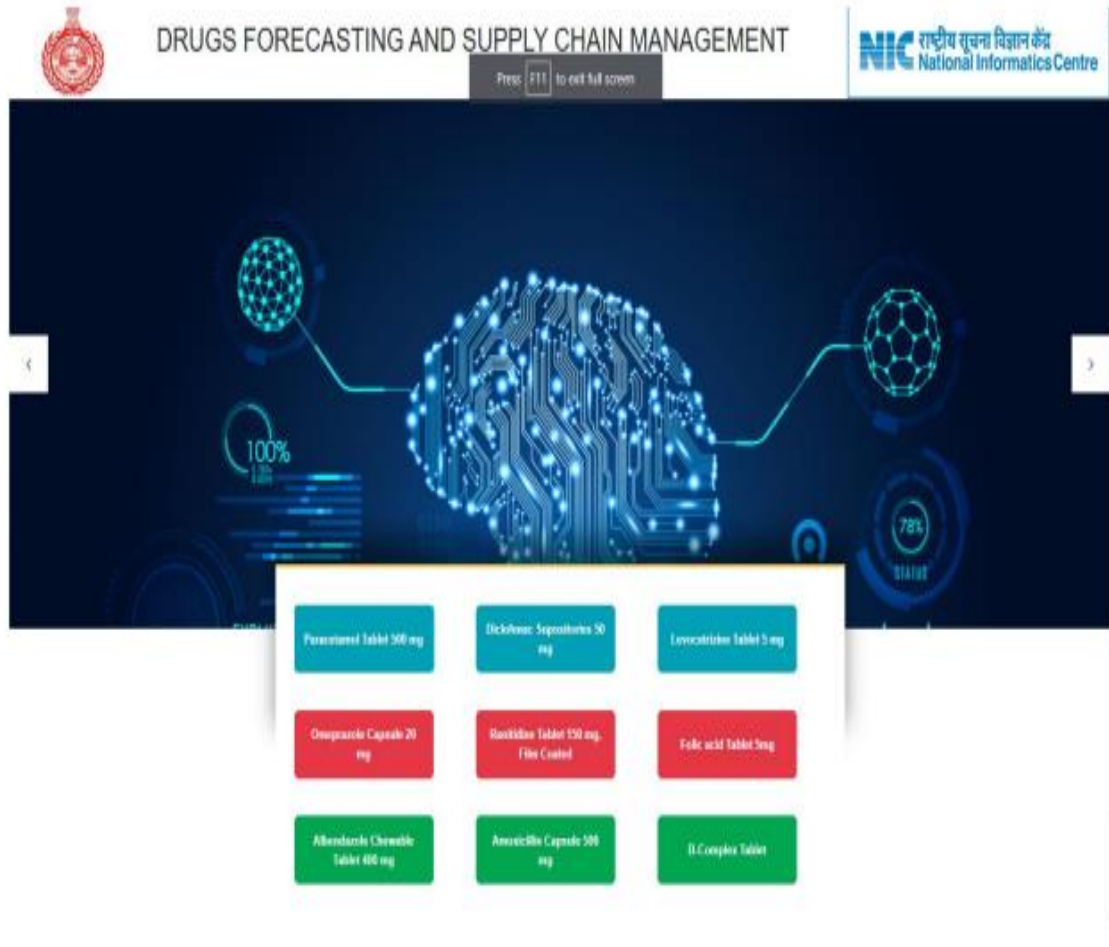 DRUGS FORECASTING AND SUPPLY CHAIN MANAGEMENT
NIC राष्ट्रीय सूचना विज्ञान केंद्र
National Informatics Centre
Press F11 to exit full screen
100%
78%
STATUS
Paracetamol Tablet 500 mg
Diclofenac Supositories 50
mg
Levocetrizine Tablet 5 mg
Omeprazole Capsule 20
mg
Ranitidine Tablet 150 mg,
Film Coated
Folic acid Tablet 5mg
Albendazole Chewable
Tablet 400 mg
Amoxicillin Capsule 500
mg
B-Complex Tablet